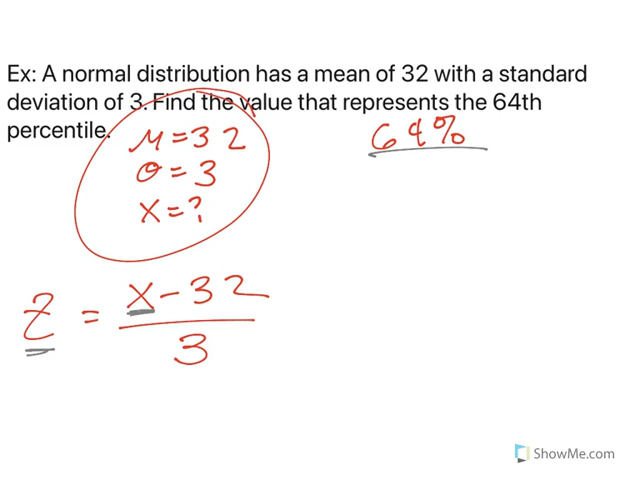 Ex: A normal distribution has a mean of 32 with a standard
deviation of 3. Find the value that represents the 64th
percentile.
μ = 32
64%
σ = 3
x = ?
z = x - 32
3
ShowMe.com